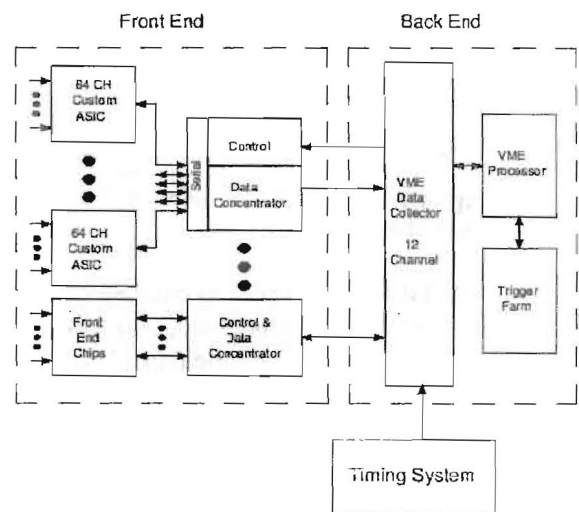 Front End
Back End
64 CH
Custom
ASIC
Serial
Control
Data
Concentrator
64 CH
Custom
ASIC
Front
End
Chips
Control &
Data
Concentrator
VME
Data
Collector
12
Channel
VME
Processor
Trigger
Farm
Timing System